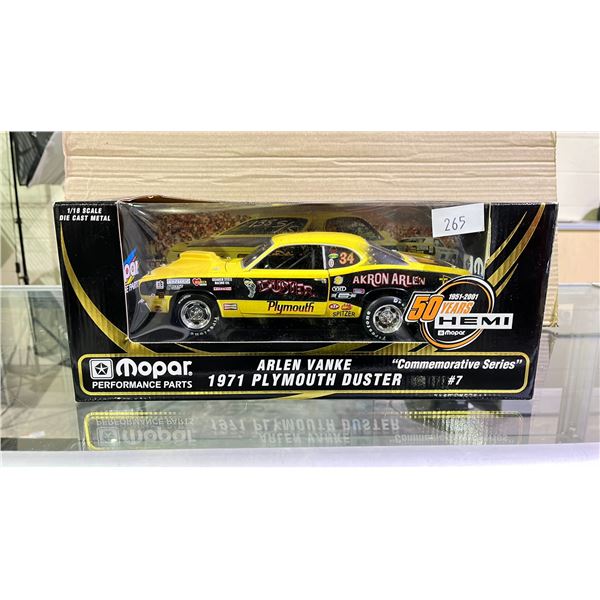 1/18 SCALE
DIE CAST METAL
265
34
DUSTER
AKRON ARLEN
Plymouth
SPITZER
1951-2001
50 YEARS
HEMI
Mopar
Mopar
PERFORMANCE PARTS
ARLEN VANKE
1971 PLYMOUTH DUSTER
"Commemorative Series"
#7